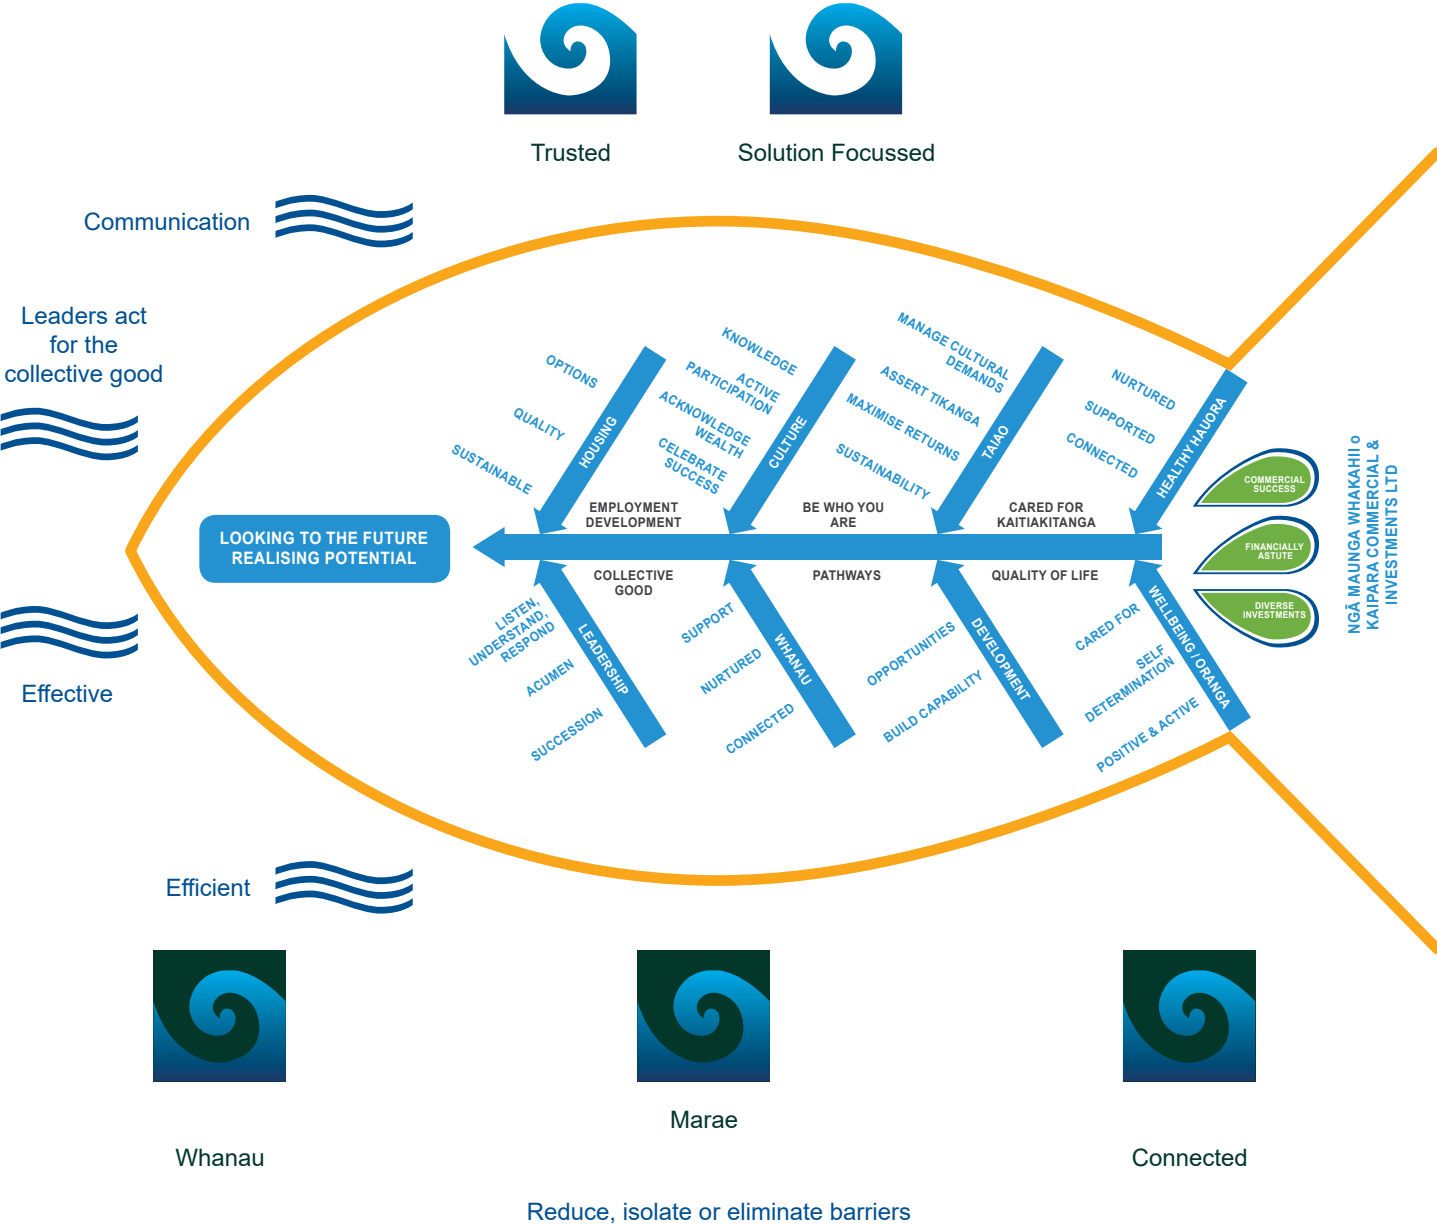 Trusted
Solution Focussed
Communication
Leaders act
for the
collective good
Effective
Efficient
OPTIONS
QUALITY
SUSTAINABLE
HOUSING
KNOWLEDGE
ACTIVE
PARTICIPATION
ACKNOWLEDGE
WEALTH
CELEBRATE
SUCCESS
CULTURE
MANAGE CULTURAL
DEMANDS
ASSERT TIKANGA
MAXIMISE RETURNS
SUSTAINABILITY
TAIAO
NURTURED
SUPPORTED
CONNECTED
HEALTHY HAUORA
EMPLOYMENT
DEVELOPMENT
BE WHO YOU
ARE
CARED FOR
KAITIAKITANGA
LOOKING TO THE FUTURE
REALISING POTENTIAL
COLLECTIVE
GOOD
PATHWAYS
QUALITY OF LIFE
LISTEN,
UNDERSTAND,
RESPOND
ACUMEN
SUCCESSION
LEADERSHIP
SUPPORT
NURTURED
CONNECTED
WHANAU
OPPORTUNITIES
BUILD CAPABILITY
DEVELOPMENT
CARED FOR
SELF
DETERMINATION
POSITIVE & ACTIVE
WELLBEING / ORANGA
COMMERCIAL
SUCCESS
FINANCIALLY
ASTUTE
DIVERSE
INVESTMENTS
NGĀ MAUNGA WHAKAHII o
KAIPARA COMMERCIAL &
INVESTMENTS LTD
Whanau
Marae
Connected
Reduce, isolate or eliminate barriers